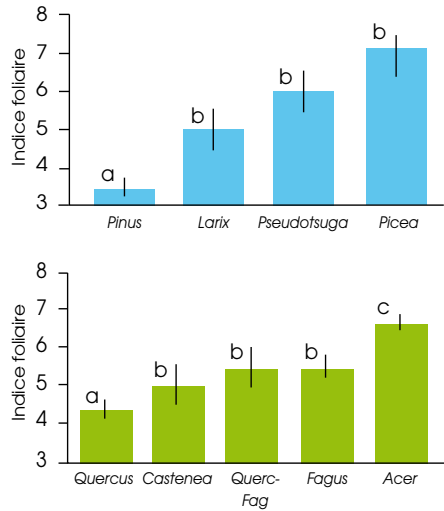 Indice foliaire
8
7
6
5
4
3
a
b
b
b
Pinus Larix Pseudotsuga Picea
Indice foliaire
8
7
6
5
4
3
a
b
b
b
c
Quercus Castenea Querc-Fag Fagus Acer